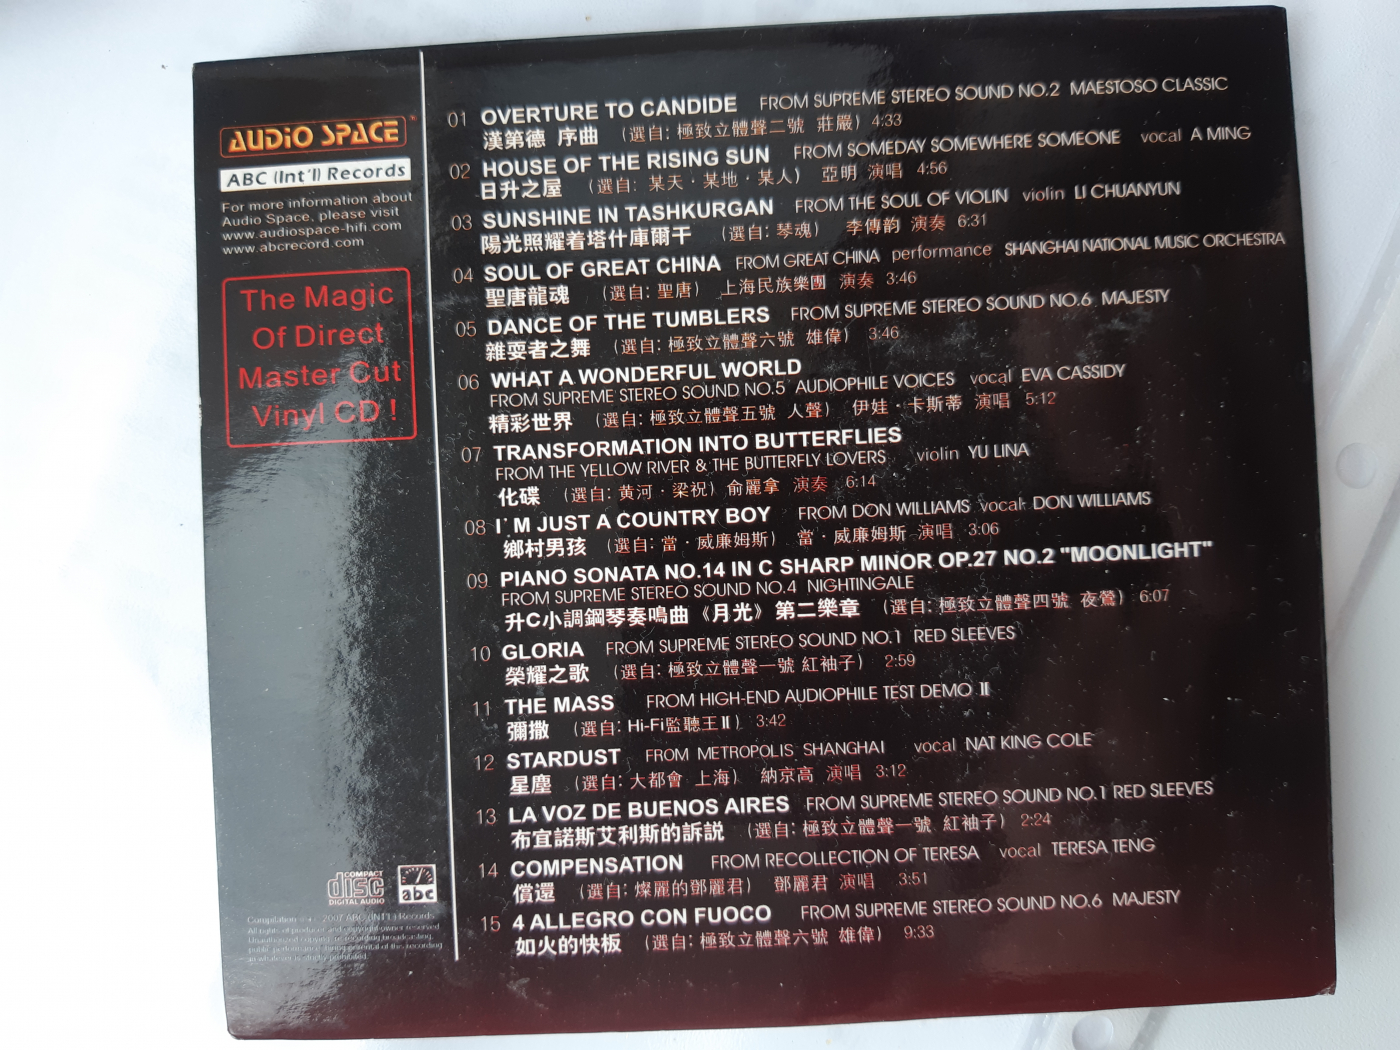 AUDIO SPACE
ABC (Int'l) Records
For more information about
Audio Space, please visit
www.audiospace-hifi.com
www.abcrecord.com
The Magic
Of Direct
Master Cut
Vinyl CD !
COMPACT
disc
DIGITAL AUDIO
abc
Compilation 2007 ABC (INT'L) Records
All rights of producer and copyright owner reserved
Unauthorized copying, re-recording, broadcasting,
01 OVERTURE TO CANDIDE FROM SUPREME STEREO SOUND NO.2 MAESTOSO CLASSIC
漢第德 序曲 (選自: 極致立體聲二號 莊嚴) 4:33
02 HOUSE OF THE RISING SUN FROM SOMEDAY SOMEWHERE SOMEONE vocal A MING
日升之屋 (選自: 某天・某地・某人) 亞明 演唱 4:56
03 SUNSHINE IN TASHKURGAN FROM THE SOUL OF VIOLIN violin LI CHUANYUN
陽光照耀着塔什庫爾干 (選自: 琴魂) 李傳韵 演奏 6:31
04 SOUL OF GREAT CHINA FROM GREAT CHINA performance SHANGHAI NATIONAL MUSIC ORCHESTRA
聖唐龍魂 (選自: 聖唐) 上海民族樂團 演奏 3:46
05 DANCE OF THE TUMBLERS FROM SUPREME STEREO SOUND NO.6 MAJESTY
雜耍者之舞 (選自: 極致立體聲六號 雄偉) 3:46
06 WHAT A WONDERFUL WORLD
FROM SUPREME STEREO SOUND NO.5 AUDIOPHILE VOICES vocal EVA CASSIDY
精彩世界 (選自: 極致立體聲五號 人聲) 伊娃・卡斯蒂 演唱 5:12
07 TRANSFORMATION INTO BUTTERFLIES
FROM THE YELLOW RIVER & THE BUTTERFLY LOVERS violin YU LINA
化碟 (選自: 黄河・梁祝) 俞麗拿 演奏 6:14
08 I'M JUST A COUNTRY BOY FROM DON WILLIAMS vocal DON WILLIAMS
鄉村男孩 (選自: 當・威廉姆斯) 當・威廉姆斯 演唱 3:06
09 PIANO SONATA NO.14 IN C SHARP MINOR OP.27 NO.2 "MOONLIGHT"
FROM SUPREME STEREO SOUND NO.4 NIGHTINGALE
升C小調鋼琴奏鳴曲《月光》第二樂章 (選自: 極致立體聲四號 夜鶯) 6:07
10 GLORIA FROM SUPREME STEREO SOUND NO.1 RED SLEEVES
榮耀之歌 (選自: 極致立體聲一號 紅袖子) 2:59
11 THE MASS FROM HIGH-END AUDIOPHILE TEST DEMO II
彌撒 (選自: Hi-Fi監聽王II) 3:42
12 STARDUST FROM METROPOLIS SHANGHAI vocal NAT KING COLE
星塵 (選自: 大都會 上海) 納京高 演唱 3:12
13 LA VOZ DE BUENOS AIRES FROM SUPREME STEREO SOUND NO.1 RED SLEEVES
布宜諾斯艾利斯的訴説 (選自: 極致立體聲一號 紅袖子) 2:24
14 COMPENSATION FROM RECOLLECTION OF TERESA vocal TERESA TENG
償還 (選自: 燦麗的鄧麗君) 鄧麗君 演唱 3:51
15 4 ALLEGRO CON FUOCO FROM SUPREME STEREO SOUND NO.6 MAJESTY
如火的快板 (選自: 極致立體聲六號 雄偉) 9:33